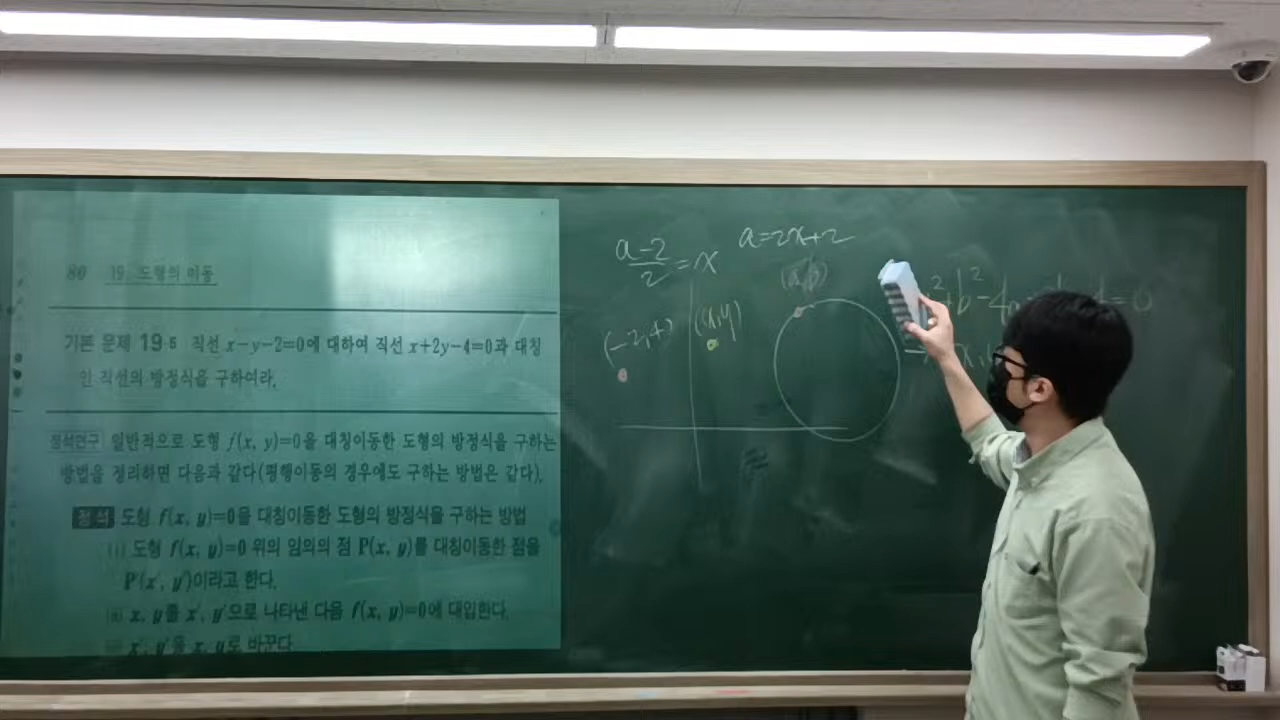 80 19. 도형의 이동
기본 문제 19·5 직선 x−y−2=0에 대하여 직선 x+2y−4=0과 대칭
인 직선의 방정식을 구하여라.
정석연구 일반적으로 도형 f(x, y)=0을 대칭이동한 도형의 방정식을 구하는
방법을 정리하면 다음과 같다(평행이동의 경우에도 구하는 방법은 같다).
정석 도형 f(x, y)=0을 대칭이동한 도형의 방정식을 구하는 방법
(i) 도형 f(x, y)=0 위의 임의의 점 P(x, y)를 대칭이동한 점을
P′(x′, y′)이라고 한다.
(ii) x, y를 x′, y′으로 나타낸 다음 f(x, y)=0에 대입한다.
x′, y′을 x, y로 바꾼다.
a-2/2=x a=2x+2
(a,b)
(x,y)
b²-4
=0